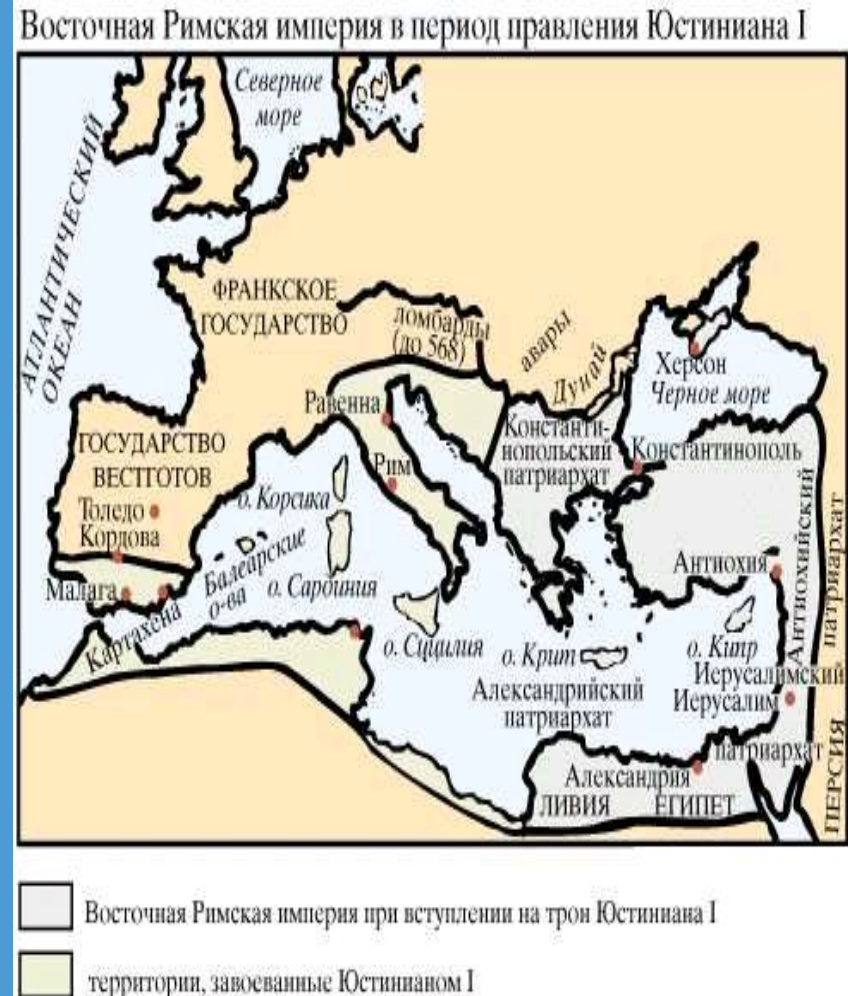 Восточная Римская империя в период правления Юстиниана I
Северное
море
АТЛАНТИЧЕСКИЙ
ОКЕАН
ФРАНКСКОЕ
ГОСУДАРСТВО
ломбарды
(до 568)
авары
Дунай
Херсон
Черное море
Равенна
Константи-
нопольский
патриархат
Константинополь
ГОСУДАРСТВО
ВЕСТГОТОВ
Рим
Толедо
Кордова
о. Корсика
Балеарские
о-ва
о. Сардиния
Малага
Картахена
Антиохия
Антиохийский
патриархат
о. Сицилия
о. Крит
о. Кипр
Иерусалимский
Иерусалим
патриархат
Александрийский
патриархат
Александрия
ЛИВИЯ
ЕГИПЕТ
ПЕРСИЯ
Восточная Римская империя при вступлении на трон Юстиниана I
территории, завоеванные Юстинианом I